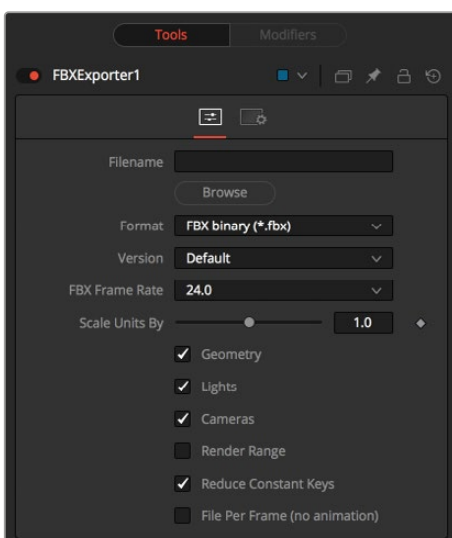 Tools Modifiers
FBXExporter1
Filename
Browse
Format FBX binary (*.fbx)
Version Default
FBX Frame Rate 24.0
Scale Units By 1.0
Geometry
Lights
Cameras
Render Range
Reduce Constant Keys
File Per Frame (no animation)